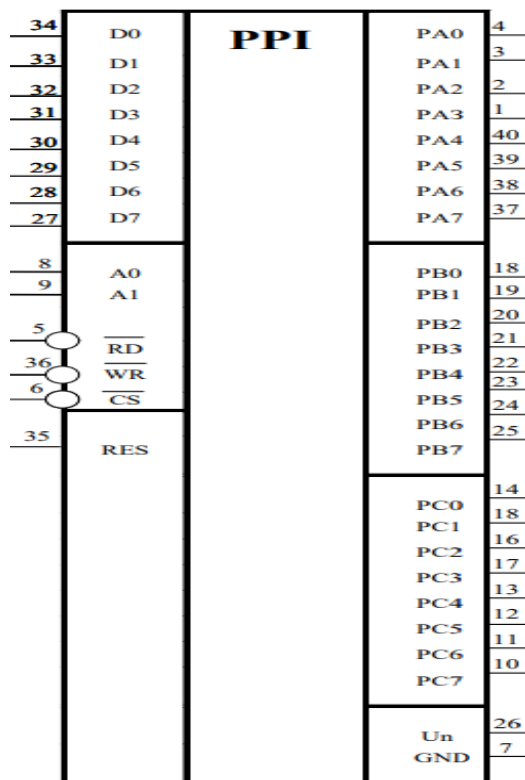 PPI
34 D0 PA0 4
33 D1 PA1 3
32 D2 PA2 2
31 D3 PA3 1
30 D4 PA4 40
29 D5 PA5 39
28 D6 PA6 38
27 D7 PA7 37
8 A0 PB0 18
9 A1 PB1 19
PB2 20
5 RD PB3 21
36 WR PB4 22
6 CS PB5 23
PB6 24
35 RES PB7 25
PC0 14
PC1 18
PC2 16
PC3 17
PC4 13
PC5 12
PC6 11
PC7 10
Un 26
GND 7